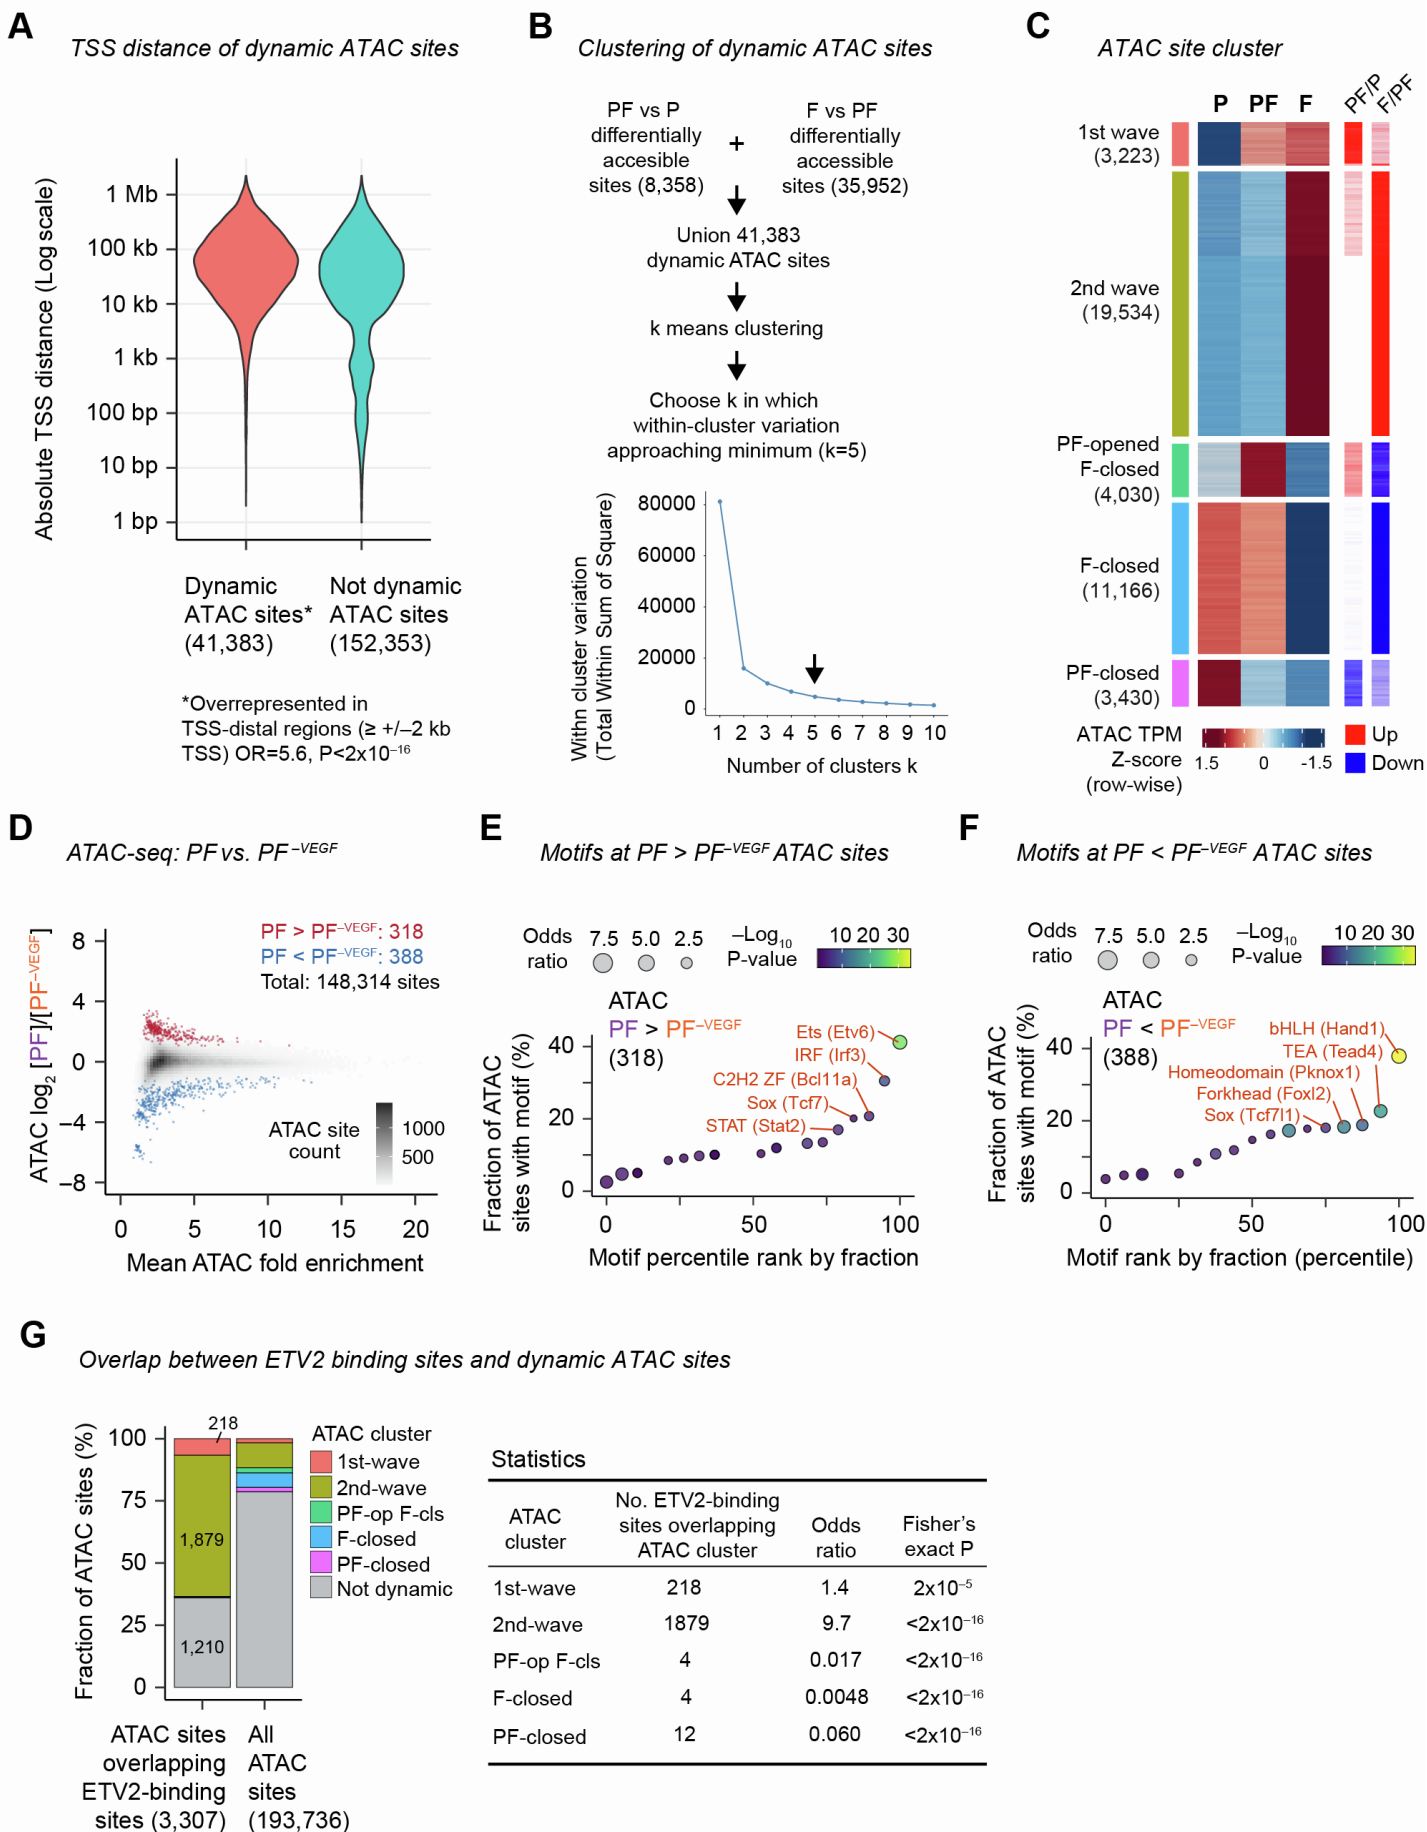 A
TSS distance of dynamic ATAC sites
Absolute TSS distance (Log scale)
1 Mb
100 kb
10 kb
1 kb
100 bp
10 bp
1 bp
Dynamic
ATAC sites*
(41,383)
Not dynamic
ATAC sites
(152,353)
*Overrepresented in
TSS-distal regions (≥ +/–2 kb
TSS) OR=5.6, P<2x10⁻¹⁶
B
Clustering of dynamic ATAC sites
PF vs P
differentially
accesible
sites (8,358)
+
F vs PF
differentially
accessible
sites (35,952)
Union 41,383
dynamic ATAC sites
k means clustering
Choose k in which
within-cluster variation
approaching minimum (k=5)
Withn cluster variation
(Total Within Sum of Square)
80000
60000
40000
20000
0
1 2 3 4 5 6 7 8 9 10
Number of clusters k
C
ATAC site cluster
P PF F PF/P F/PF
1st wave
(3,223)
2nd wave
(19,534)
PF-opened
F-closed
(4,030)
F-closed
(11,166)
PF-closed
(3,430)
ATAC TPM
Z-score
(row-wise)
1.5 0 -1.5
Up
Down
D
ATAC-seq: PF vs. PF⁻ⱽᴱᴳᶠ
PF > PF⁻ⱽᴱᴳᶠ: 318
PF < PF⁻ⱽᴱᴳᶠ: 388
Total: 148,314 sites
ATAC log₂ [PF]/[PF⁻ⱽᴱᴳᶠ]
8
4
0
−4
−8
ATAC site
count
1000
500
0 5 10 15 20
Mean ATAC fold enrichment
E
Motifs at PF > PF⁻ⱽᴱᴳᶠ ATAC sites
Odds
ratio
7.5 5.0 2.5
–Log₁₀
P-value
10 20 30
ATAC
PF > PF⁻ⱽᴱᴳᶠ
(318)
Ets (Etv6)
IRF (Irf3)
C2H2 ZF (Bcl11a)
Sox (Tcf7)
STAT (Stat2)
Fraction of ATAC
sites with motif (%)
40
20
0
0 50 100
Motif percentile rank by fraction
F
Motifs at PF < PF⁻ⱽᴱᴳᶠ ATAC sites
Odds
ratio
7.5 5.0 2.5
–Log₁₀
P-value
10 20 30
ATAC
PF < PF⁻ⱽᴱᴳᶠ
(388)
bHLH (Hand1)
TEA (Tead4)
Homeodomain (Pknox1)
Forkhead (Foxl2)
Sox (Tcf7l1)
Fraction of ATAC
sites with motif (%)
40
20
0
0 50 100
Motif rank by fraction (percentile)
G
Overlap between ETV2 binding sites and dynamic ATAC sites
Fraction of ATAC sites (%)
100
75
50
25
0
218
1,879
1,210
ATAC cluster
1st-wave
2nd-wave
PF-op F-cls
F-closed
PF-closed
Not dynamic
ATAC sites
overlapping
ETV2-binding
sites (3,307)
All
ATAC
sites
(193,736)
Statistics
ATAC
cluster
No. ETV2-binding
sites overlapping
ATAC cluster
Odds
ratio
Fisher's
exact P
1st-wave 218 1.4 2x10⁻⁵
2nd-wave 1879 9.7 <2x10⁻¹⁶
PF-op F-cls 4 0.017 <2x10⁻¹⁶
F-closed 4 0.0048 <2x10⁻¹⁶
PF-closed 12 0.060 <2x10⁻¹⁶